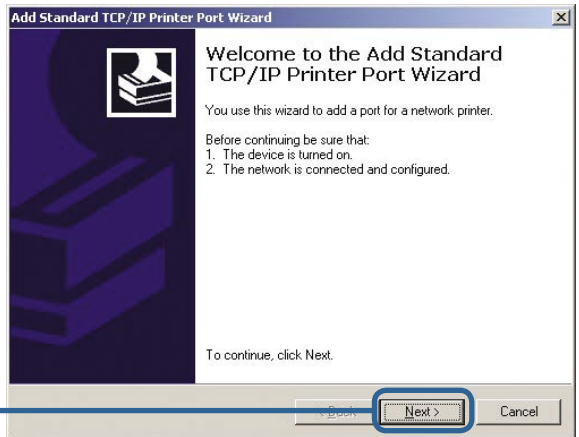 Add Standard TCP/IP Printer Port Wizard
Welcome to the Add Standard
TCP/IP Printer Port Wizard
You use this wizard to add a port for a network printer.
Before continuing be sure that:
1. The device is turned on.
2. The network is connected and configured.
To continue, click Next.
< Back
Next >
Cancel